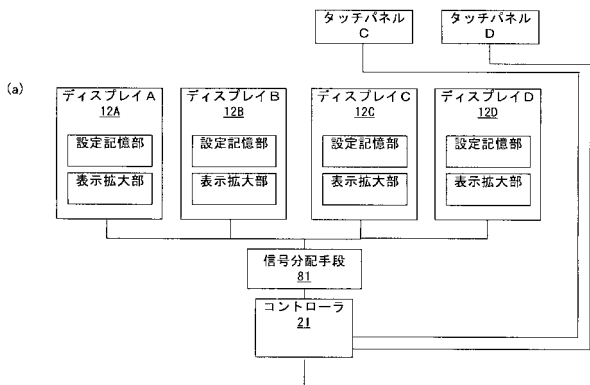 タッチパネル
C
タッチパネル
D
(a)
ディスプレイA
12A
設定記憶部
表示拡大部
ディスプレイB
12B
設定記憶部
表示拡大部
ディスプレイC
12C
設定記憶部
表示拡大部
ディスプレイD
12D
設定記憶部
表示拡大部
信号分配手段
81
コントローラ
21